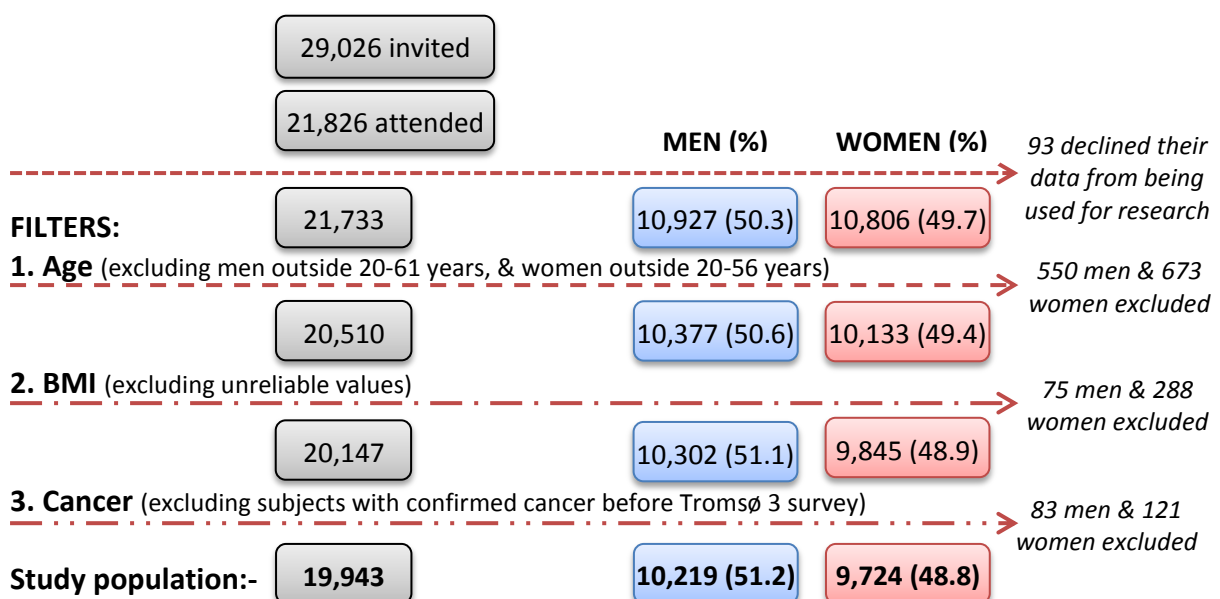 29,026 invited
21,826 attended
MEN (%) WOMEN (%)
93 declined their
data from being
used for research
FILTERS: 21,733 10,927 (50.3) 10,806 (49.7)
1. Age (excluding men outside 20-61 years, & women outside 20-56 years)
550 men & 673
women excluded
20,510 10,377 (50.6) 10,133 (49.4)
2. BMI (excluding unreliable values)
75 men & 288
women excluded
20,147 10,302 (51.1) 9,845 (48.9)
3. Cancer (excluding subjects with confirmed cancer before Tromsø 3 survey)
83 men & 121
women excluded
Study population:- 19,943 10,219 (51.2) 9,724 (48.8)